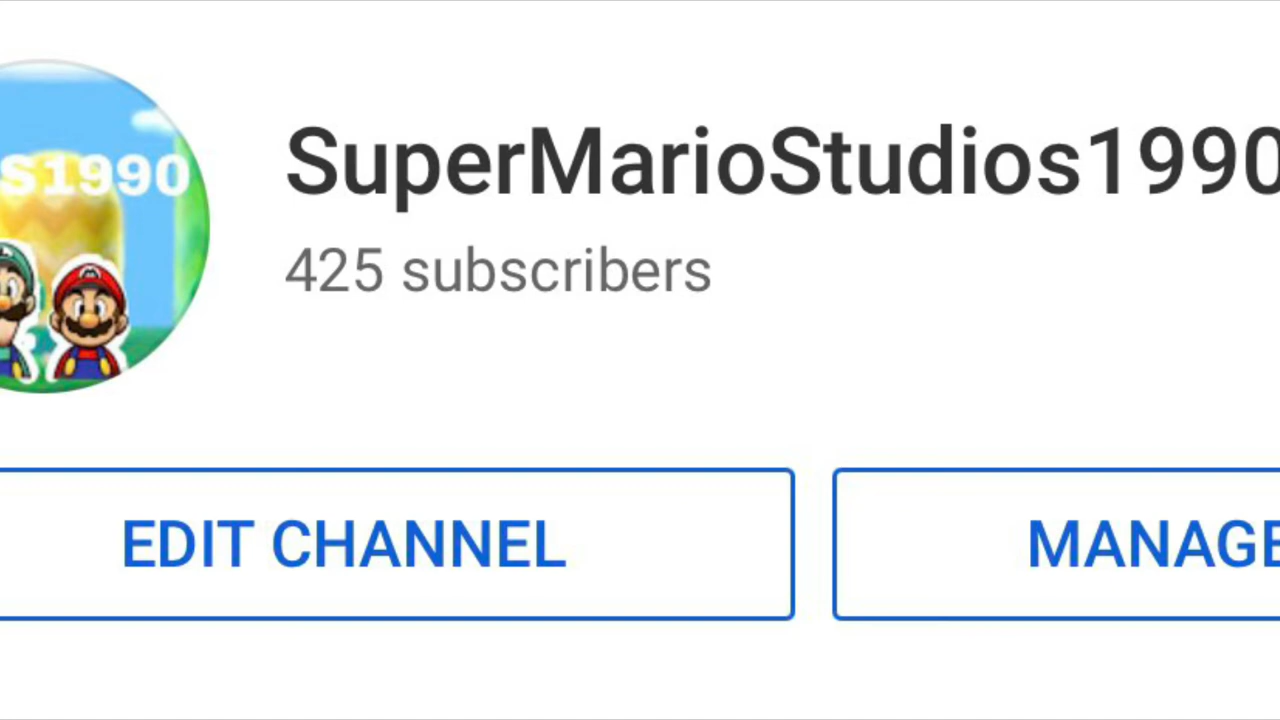 S1990
SuperMarioStudios1990
425 subscribers
EDIT CHANNEL
MANAGE